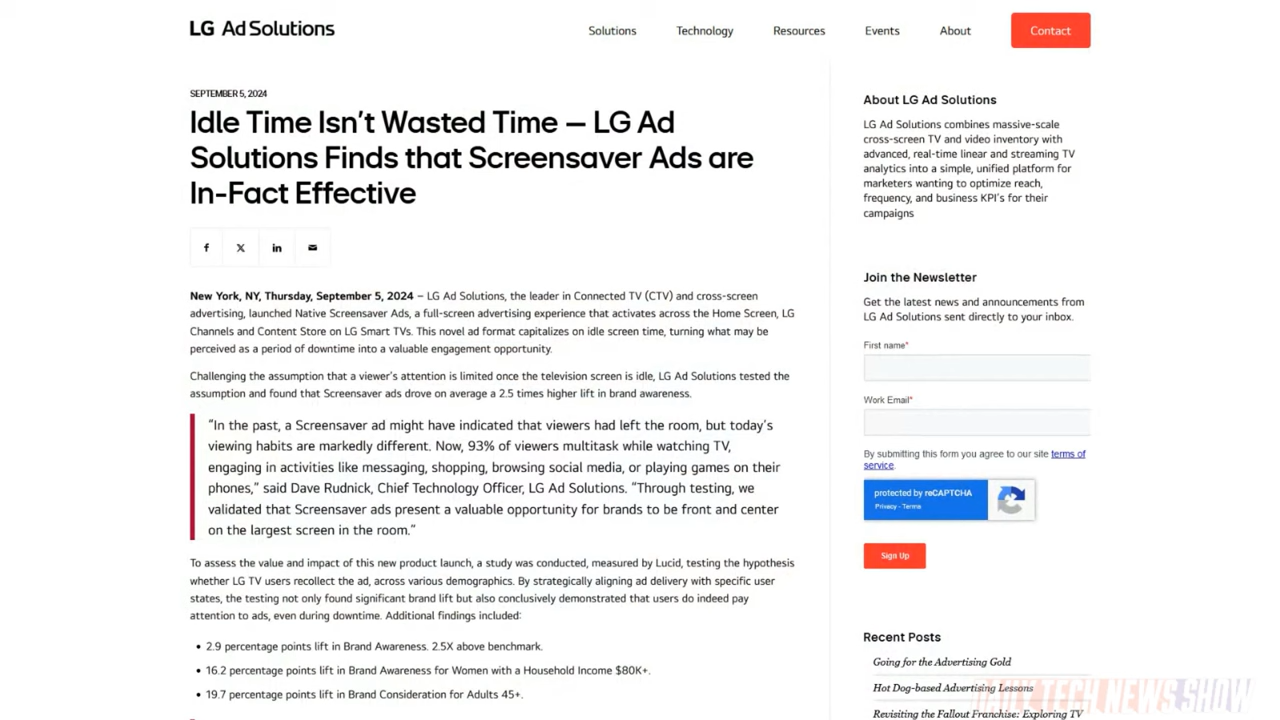 LG Ad Solutions
Solutions
Technology
Resources
Events
About
Contact
SEPTEMBER 5, 2024
Idle Time Isn't Wasted Time — LG Ad
Solutions Finds that Screensaver Ads are
In-Fact Effective
New York, NY, Thursday, September 5, 2024 – LG Ad Solutions, the leader in Connected TV (CTV) and cross-screen
advertising, launched Native Screensaver Ads, a full-screen advertising experience that activates across the Home Screen, LG
Channels and Content Store on LG Smart TVs. This novel ad format capitalizes on idle screen time, turning what may be
perceived as a period of downtime into a valuable engagement opportunity.
Challenging the assumption that a viewer's attention is limited once the television screen is idle, LG Ad Solutions tested the
assumption and found that Screensaver ads drove on average a 2.5 times higher lift in brand awareness.
"In the past, a Screensaver ad might have indicated that viewers had left the room, but today's
viewing habits are markedly different. Now, 93% of viewers multitask while watching TV,
engaging in activities like messaging, shopping, browsing social media, or playing games on their
phones," said Dave Rudnick, Chief Technology Officer, LG Ad Solutions. "Through testing, we
validated that Screensaver ads present a valuable opportunity for brands to be front and center
on the largest screen in the room."
To assess the value and impact of this new product launch, a study was conducted, measured by Lucid, testing the hypothesis
whether LG TV users recollect the ad, across various demographics. By strategically aligning ad delivery with specific user
states, the testing not only found significant brand lift but also conclusively demonstrated that users do indeed pay
attention to ads, even during downtime. Additional findings included:
• 2.9 percentage points lift in Brand Awareness. 2.5X above benchmark.
• 16.2 percentage points lift in Brand Awareness for Women with a Household Income $80K+.
• 19.7 percentage points lift in Brand Consideration for Adults 45+.
About LG Ad Solutions
LG Ad Solutions combines massive-scale
cross-screen TV and video inventory with
advanced, real-time linear and streaming TV
analytics into a simple, unified platform for
marketers wanting to optimize reach,
frequency, and business KPI's for their
campaigns
Join the Newsletter
Get the latest news and announcements from
LG Ad Solutions sent directly to your inbox.
First name*
Work Email*
By submitting this form you agree to our site terms of
service.
protected by reCAPTCHA
Privacy - Terms
Sign Up
Recent Posts
Going for the Advertising Gold
Hot Dog-based Advertising Lessons
Revisiting the Fallout Franchise: Exploring TV
DAILY TECH NEWS SHOW